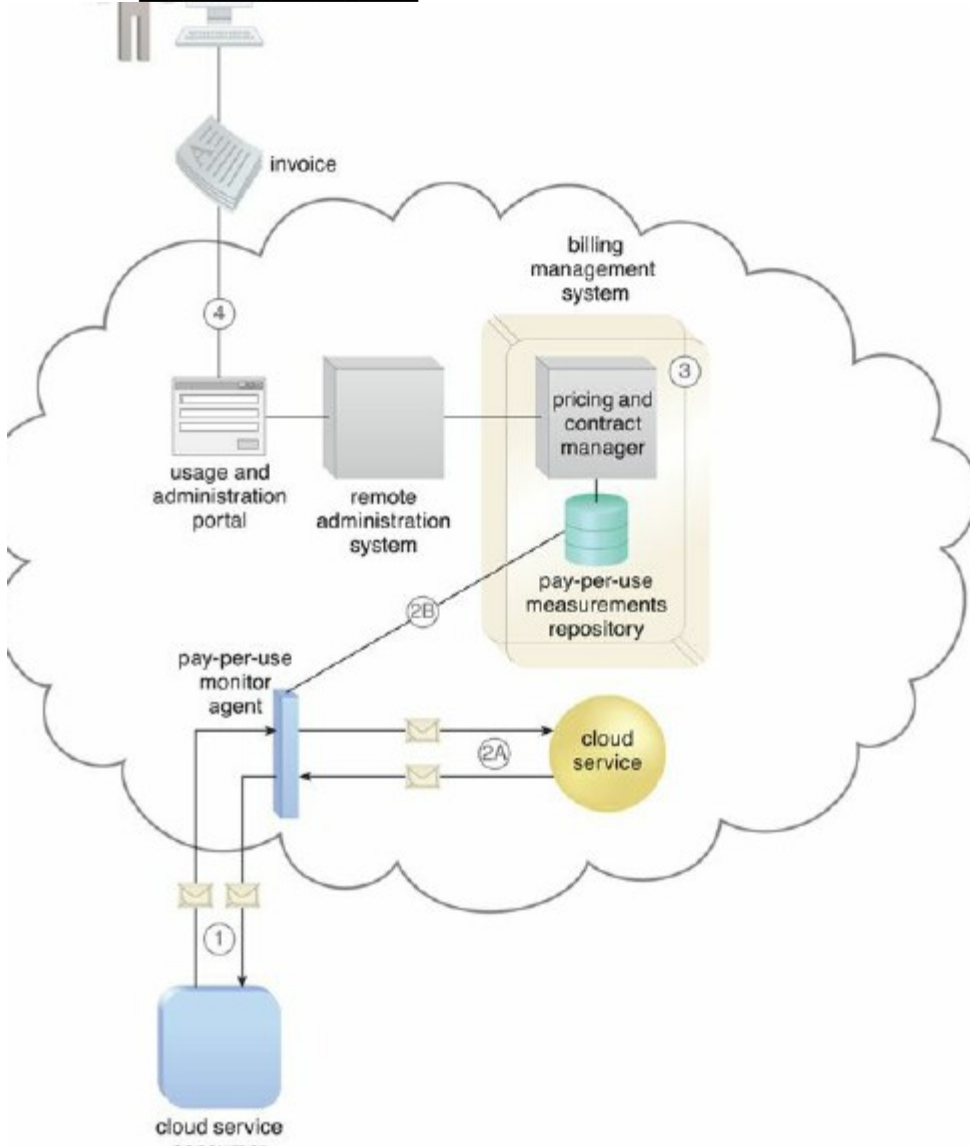 invoice
billing
management
system
4
3
pricing and
contract
manager
usage and
administration
portal
remote
administration
system
pay-per-use
measurements
repository
2B
pay-per-use
monitor
agent
cloud
service
2A
1
cloud service